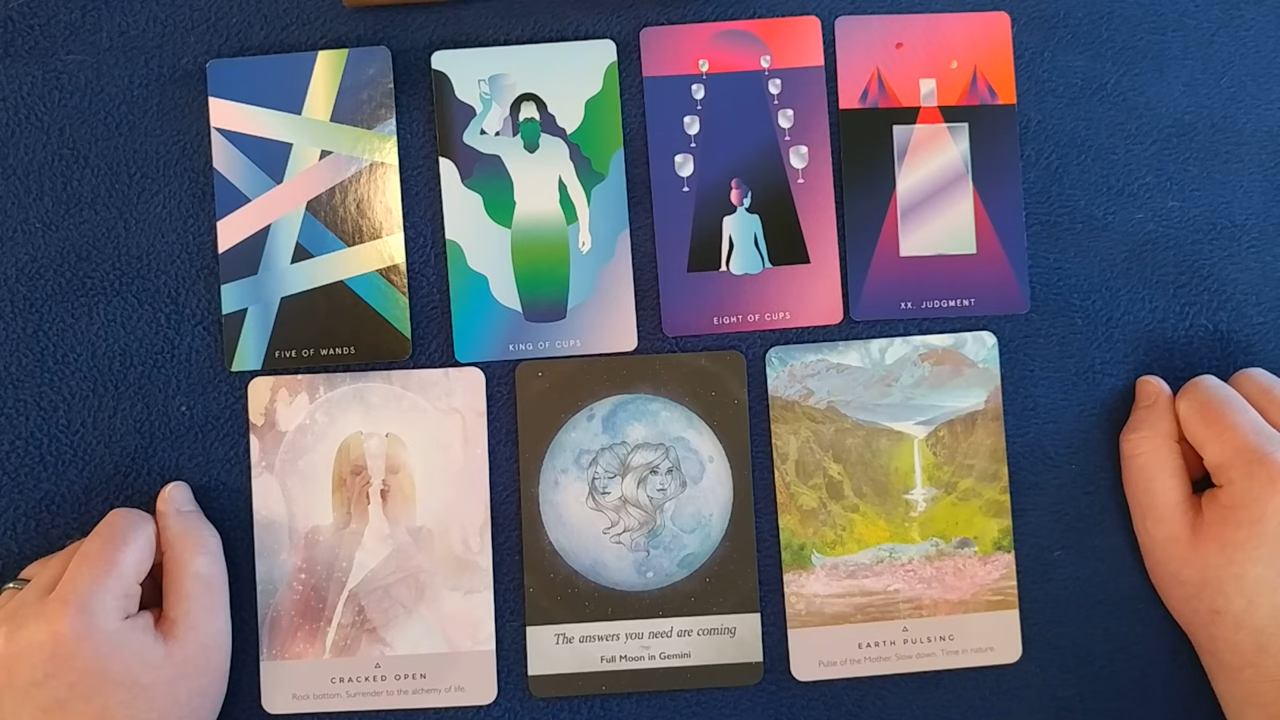 FIVE OF WANDS
KING OF CUPS
EIGHT OF CUPS
XX. JUDGMENT
CRACKED OPEN
Rock bottom. Surrender to the alchemy of life.
The answers you need are coming
Full Moon in Gemini
EARTH PULSING
Pulse of the Mother. Slow down. Time in nature.